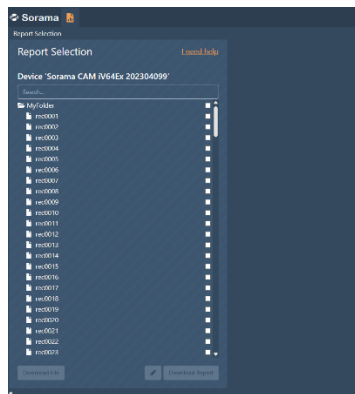 Sorama
Report Selection
Report Selection
I need help
Device 'Sorama CAM iV64Ex 202304099'
Search...
MyFolder
rec0001
rec0002
rec0003
rec0004
rec0005
rec0006
rec0007
rec0008
rec0009
rec0010
rec0011
rec0012
rec0013
rec0014
rec0015
rec0016
rec0017
rec0018
rec0019
rec0020
rec0021
rec0022
rec0023
Download Report